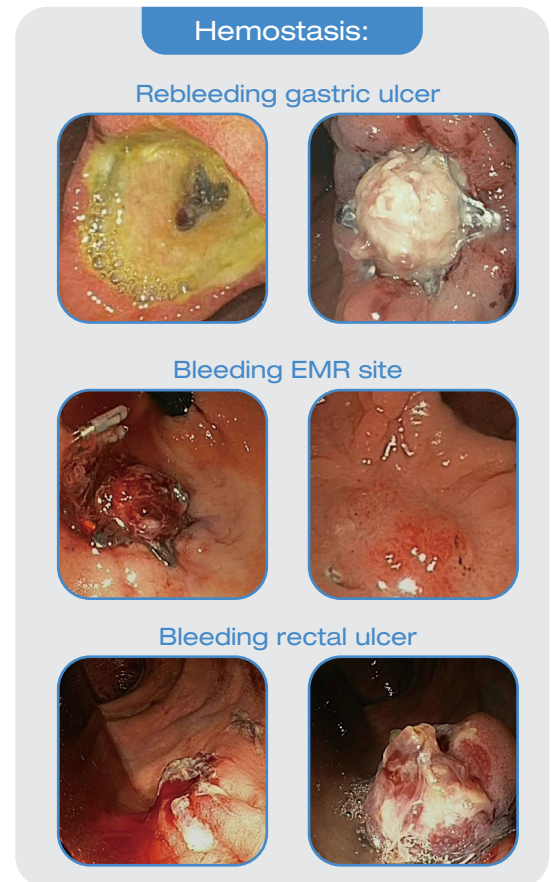 Hemostasis:
Rebleeding gastric ulcer
Bleeding EMR site
Bleeding rectal ulcer